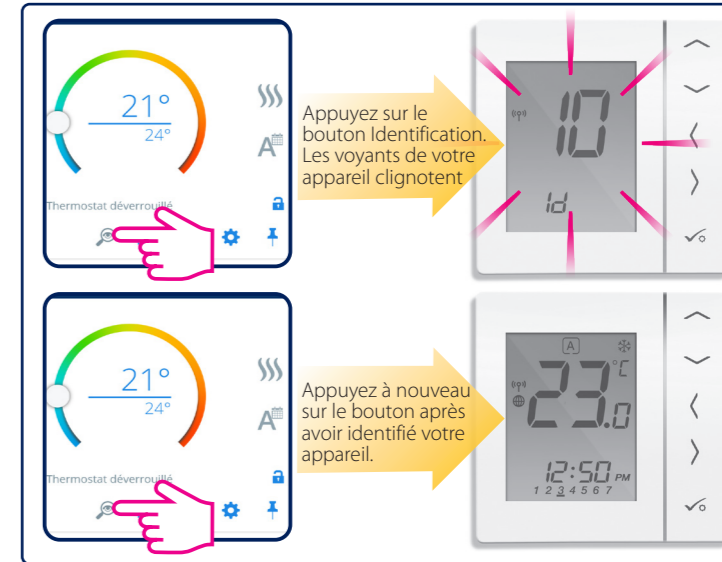 21°
24°
A
Thermostat déverrouillé
Appuyez sur le
bouton Identification.
Les voyants de votre
appareil clignotent
10
Id
21°
24°
A
Thermostat déverrouillé
Appuyez à nouveau
sur le bouton après
avoir identifié votre
appareil.
A
23.0 °C
12:50 PM
1 2 3 4 5 6 7